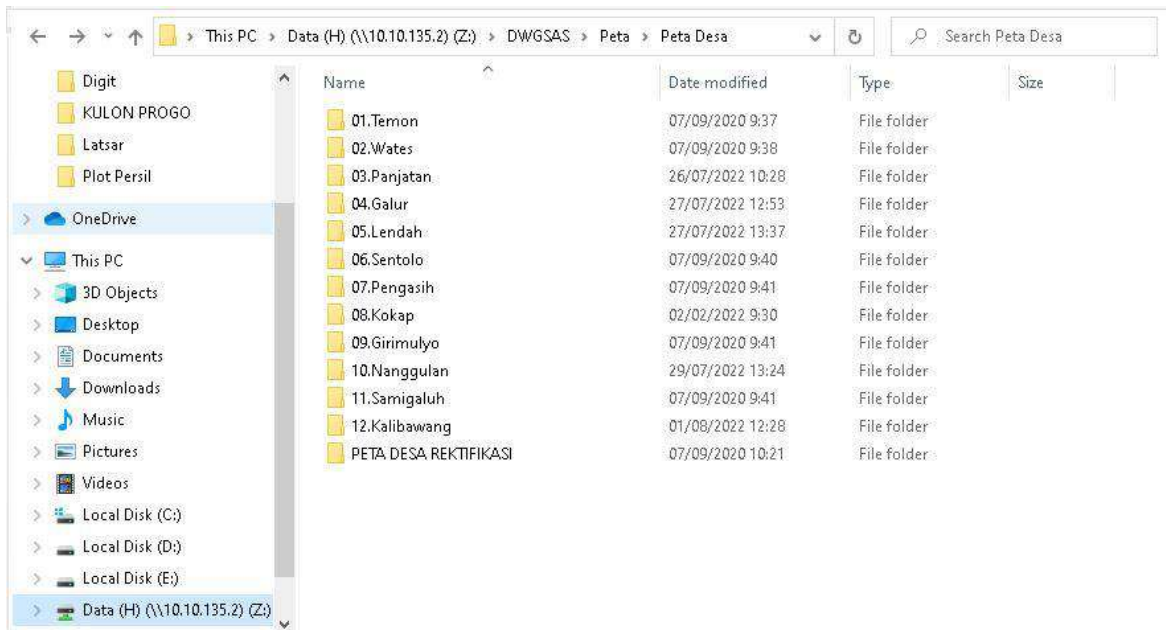 This PC > Data (H) (\\10.10.135.2) (Z:) > DWGSAS > Peta > Peta Desa
Search Peta Desa
Digit
KULON PROGO
Latsar
Plot Persil
OneDrive
This PC
3D Objects
Desktop
Documents
Downloads
Music
Pictures
Videos
Local Disk (C:)
Local Disk (D:)
Local Disk (E:)
Data (H) (\\10.10.135.2) (Z:)
Name Date modified Type Size
01.Temon 07/09/2020 9:37 File folder
02.Wates 07/09/2020 9:38 File folder
03.Panjatan 26/07/2022 10:28 File folder
04.Galur 27/07/2022 12:53 File folder
05.Lendah 27/07/2022 13:37 File folder
06.Sentolo 07/09/2020 9:40 File folder
07.Pengasih 07/09/2020 9:41 File folder
08.Kokap 02/02/2022 9:30 File folder
09.Girimulyo 07/09/2020 9:41 File folder
10.Nanggulan 29/07/2022 13:24 File folder
11.Samigaluh 07/09/2020 9:41 File folder
12.Kalibawang 01/08/2022 12:28 File folder
PETA DESA REKTIFIKASI 07/09/2020 10:21 File folder